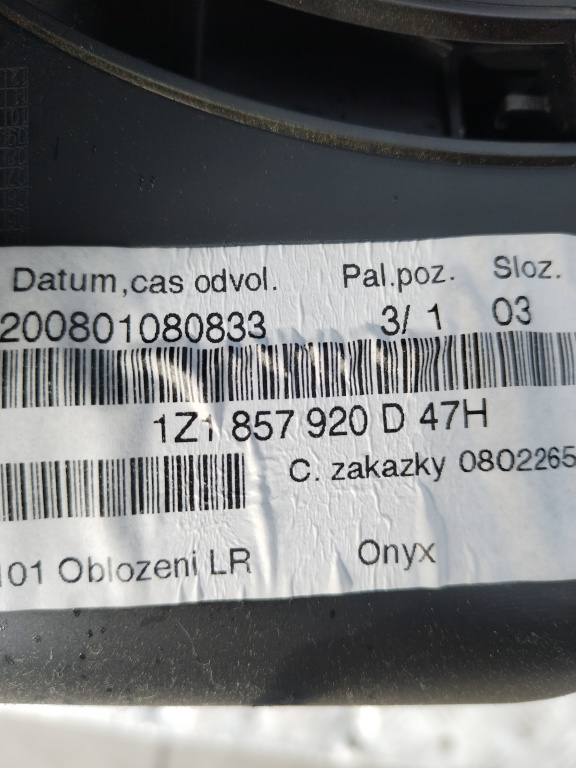 Datum,cas odvol. Pal.poz. Sloz.
200801080833 3/ 1 03
1Z1 857 920 D 47H
C. zakazky 0802265
101 Oblozeni LR Onyx